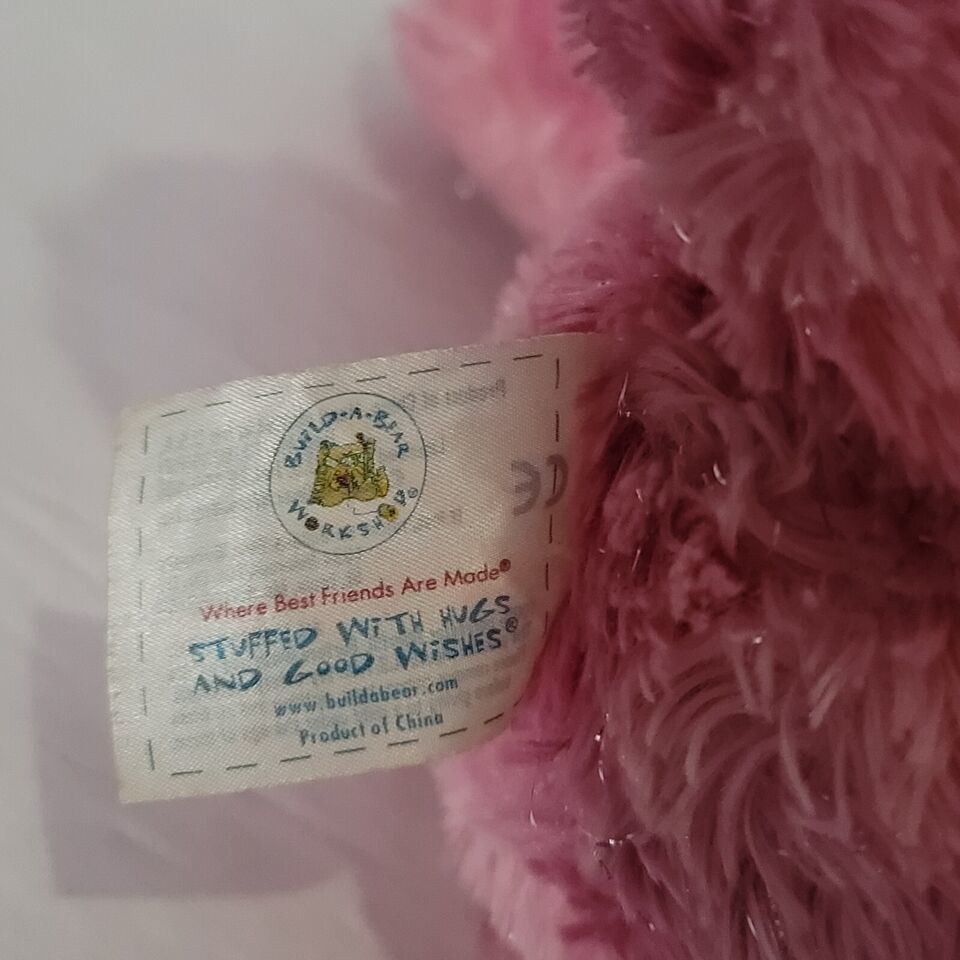 BUILD-A-BEAR
WORKSHOP®
Where Best Friends Are Made®
STUFFED WITH HUGS
AND GOOD WISHES®
www.buildabear.com
Product of China